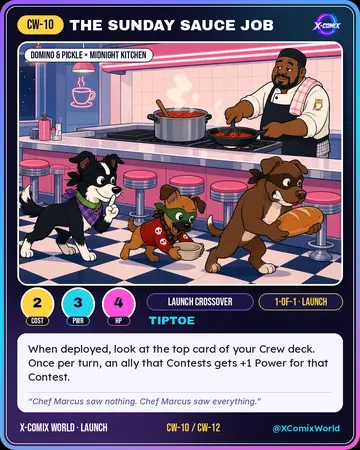 CW-10
THE SUNDAY SAUCE JOB
X-COMIX
DOMINO & PICKLE × MIDNIGHT KITCHEN
2
COST
3
PWR
4
HP
LAUNCH CROSSOVER
1-OF-1 · LAUNCH
TIPTOE
When deployed, look at the top card of your Crew deck.
Once per turn, an ally that Contests gets +1 Power for that
Contest.
“Chef Marcus saw nothing. Chef Marcus saw everything.”
X-COMIX WORLD · LAUNCH
CW-10 / CW-12
@XComixWorld